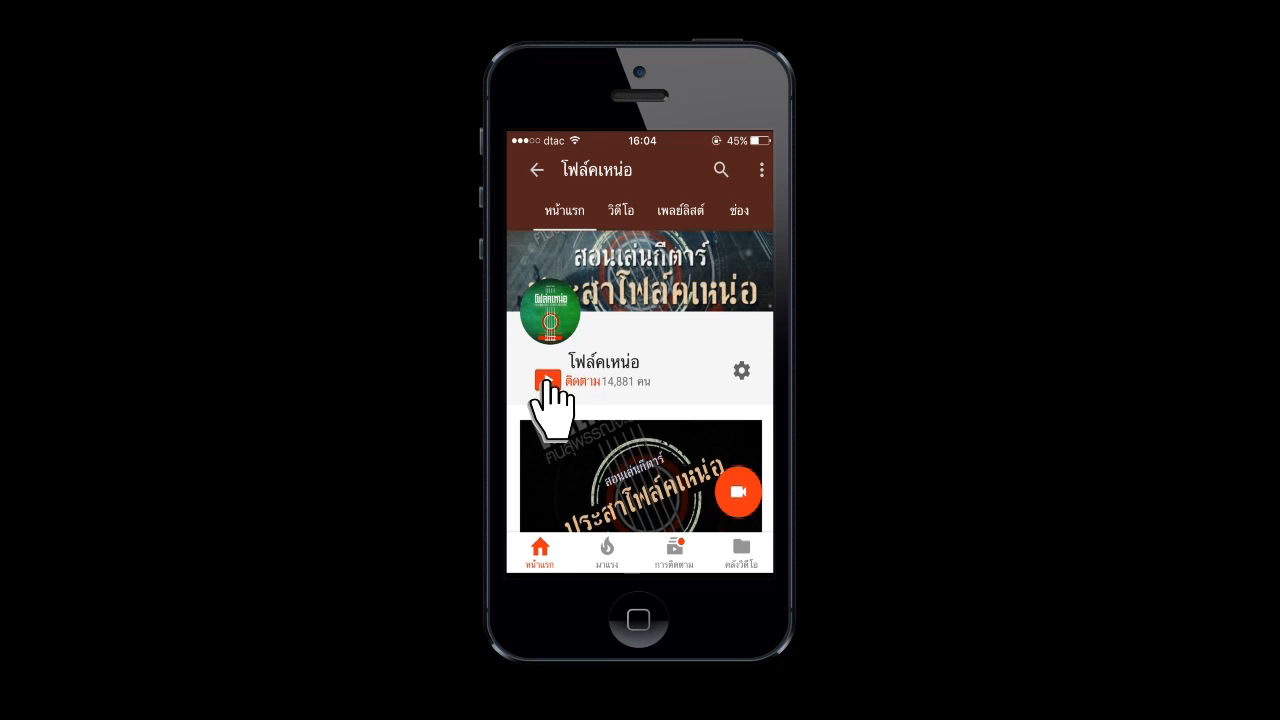 dtac 16:04 45%
โฟล์คเหน่อ
หน้าแรก วิดีโอ เพลย์ลิสต์ ช่อง
สอนเล่นกีตาร์
ประสาโฟล์คเหน่อ
โฟล์คเหน่อ
โฟล์คเหน่อ
ติดตาม 14,881 คน
สอนเล่นกีตาร์
ประสาโฟล์คเหน่อ
หน้าแรก มาแรง การติดตาม คลังวิดีโอ